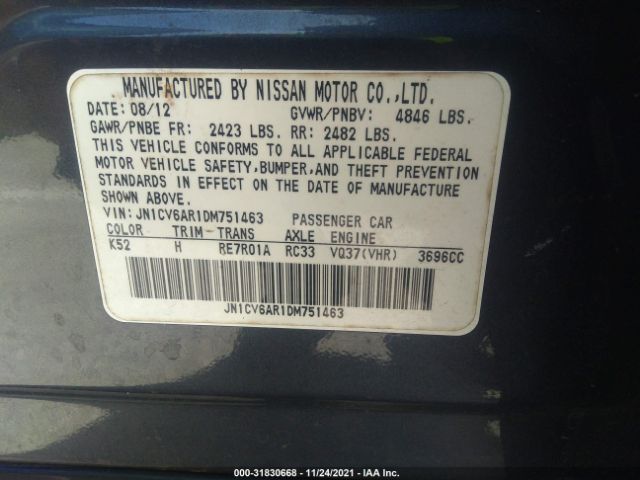 MANUFACTURED BY NISSAN MOTOR CO.,LTD.
DATE: 08/12 GVWR/PNBV: 4846 LBS.
GAWR/PNBE FR: 2423 LBS. RR: 2482 LBS.
THIS VEHICLE CONFORMS TO ALL APPLICABLE FEDERAL
MOTOR VEHICLE SAFETY,BUMPER,AND THEFT PREVENTION
STANDARDS IN EFFECT ON THE DATE OF MANUFACTURE
SHOWN ABOVE.
VIN: JN1CV6AR1DM751463 PASSENGER CAR
COLOR TRIM TRANS AXLE ENGINE
K52 H RE7R01A RC33 VQ37(VHR) 3696CC
JN1CV6AR1DM751463
000-31830668 - 11/24/2021 - IAA Inc.